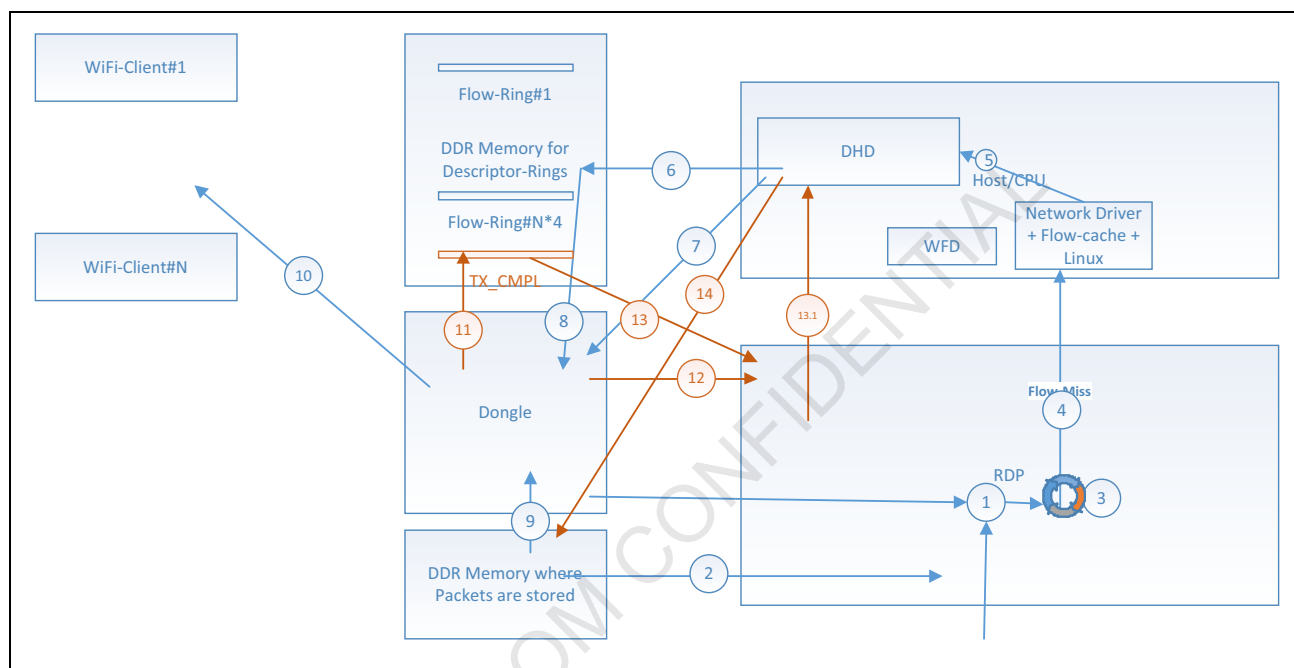 WiFi-Client#1
WiFi-Client#N
Flow-Ring#1
DDR Memory for
Descriptor-Rings
Flow-Ring#N*4
TX_CMPL
Dongle
DDR Memory where
Packets are stored
DHD
Host/CPU
Network Driver
+ Flow-cache +
Linux
WFD
Flow-Miss
RDP
5
6
7
14
10
8
13
13.1
11
12
4
1
3
9
2
OM CONFIDENTIAL